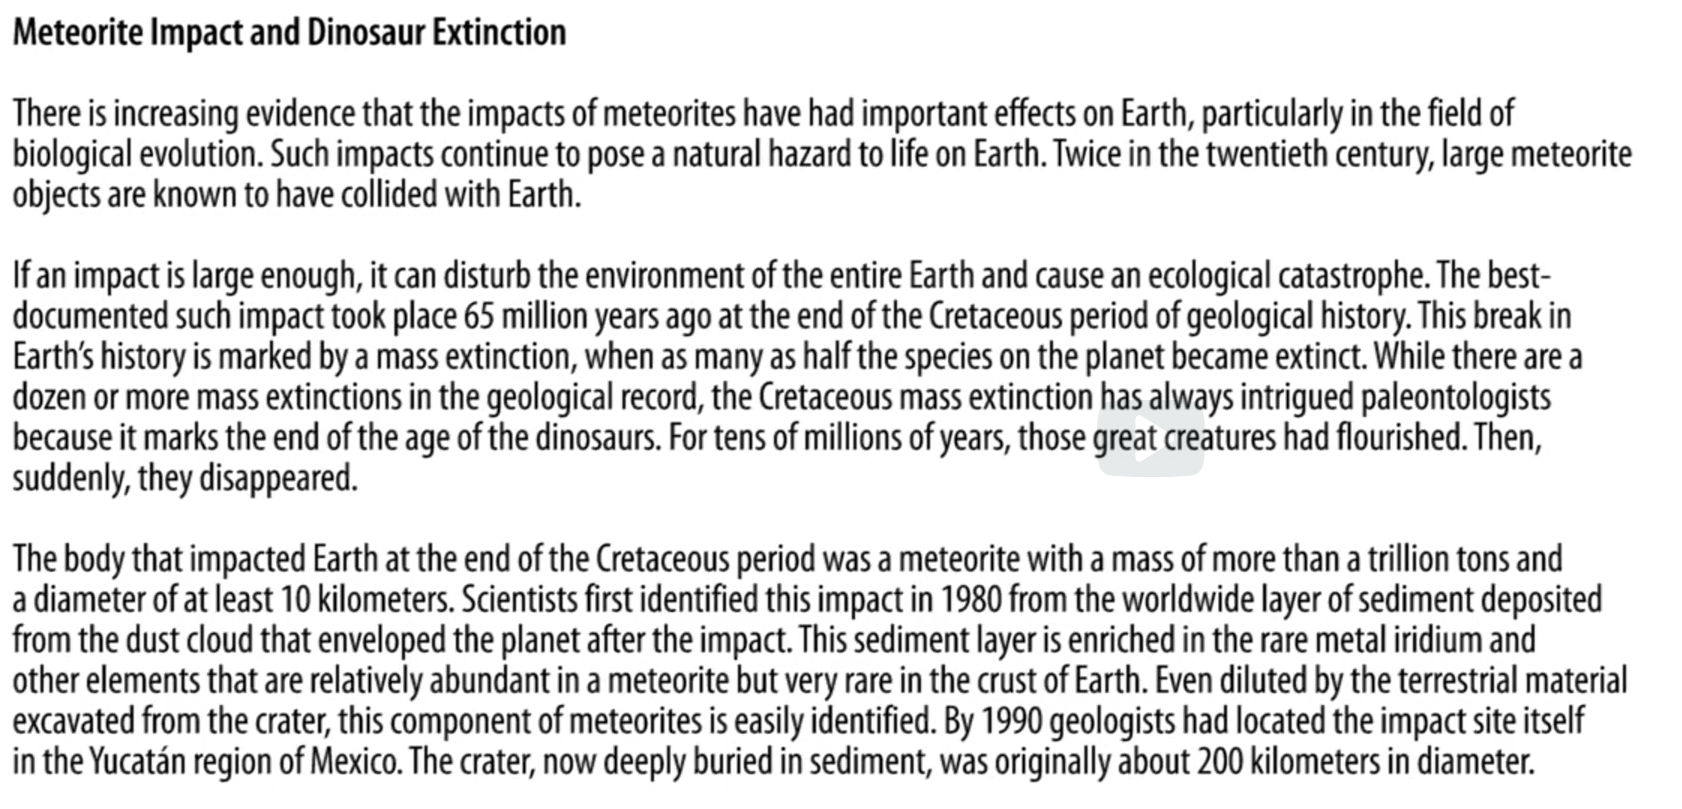 Meteorite Impact and Dinosaur Extinction
There is increasing evidence that the impacts of meteorites have had important effects on Earth, particularly in the field of
biological evolution. Such impacts continue to pose a natural hazard to life on Earth. Twice in the twentieth century, large meteorite
objects are known to have collided with Earth.
If an impact is large enough, it can disturb the environment of the entire Earth and cause an ecological catastrophe. The best-
documented such impact took place 65 million years ago at the end of the Cretaceous period of geological history. This break in
Earth's history is marked by a mass extinction, when as many as half the species on the planet became extinct. While there are a
dozen or more mass extinctions in the geological record, the Cretaceous mass extinction has always intrigued paleontologists
because it marks the end of the age of the dinosaurs. For tens of millions of years, those great creatures had flourished. Then,
suddenly, they disappeared.
The body that impacted Earth at the end of the Cretaceous period was a meteorite with a mass of more than a trillion tons and
a diameter of at least 10 kilometers. Scientists first identified this impact in 1980 from the worldwide layer of sediment deposited
from the dust cloud that enveloped the planet after the impact. This sediment layer is enriched in the rare metal iridium and
other elements that are relatively abundant in a meteorite but very rare in the crust of Earth. Even diluted by the terrestrial material
excavated from the crater, this component of meteorites is easily identified. By 1990 geologists had located the impact site itself
in the Yucatán region of Mexico. The crater, now deeply buried in sediment, was originally about 200 kilometers in diameter.